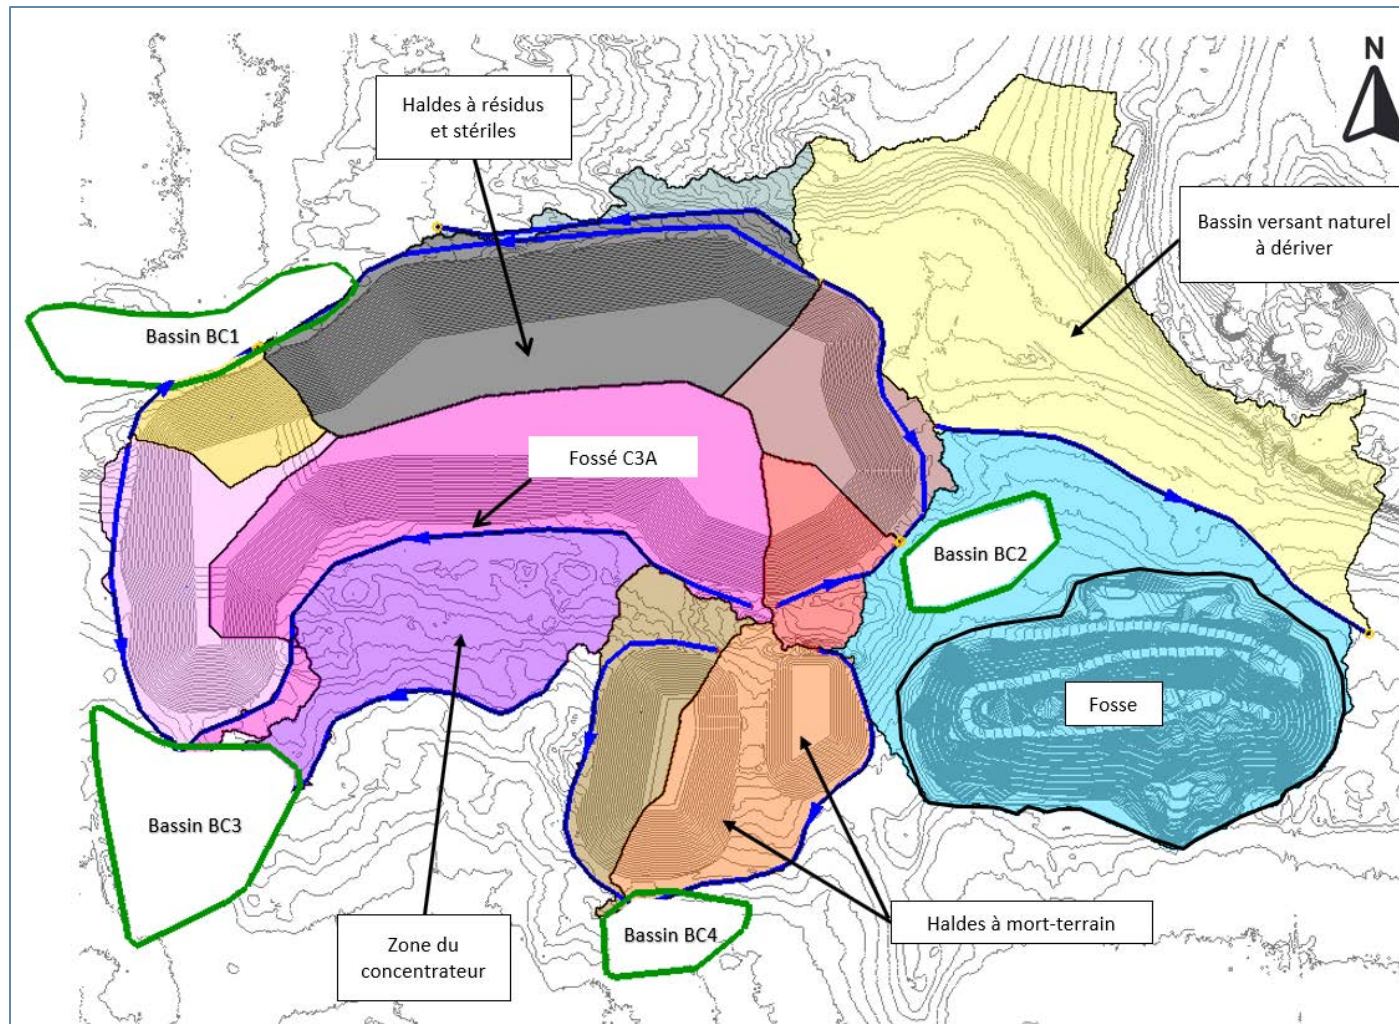 N
Haldes à résidus
et stériles
Bassin versant naturel
à dériver
Bassin BC1
Fossé C3A
Bassin BC2
Fosse
Bassin BC3
Haldes à mort-terrain
Bassin BC4
Zone du
concentrateur